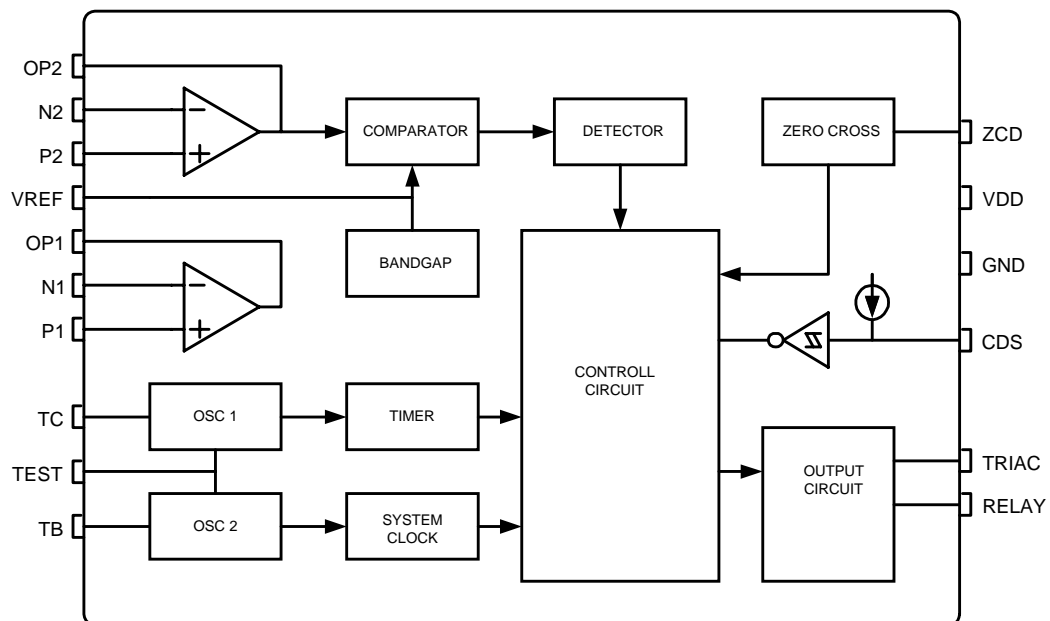 OP2
N2
P2
VREF
OP1
N1
P1
TC
TEST
TB
COMPARATOR
DETECTOR
ZERO CROSS
BANDGAP
OSC 1
TIMER
OSC 2
SYSTEM
CLOCK
CONTROLL
CIRCUIT
OUTPUT
CIRCUIT
ZCD
VDD
GND
CDS
TRIAC
RELAY